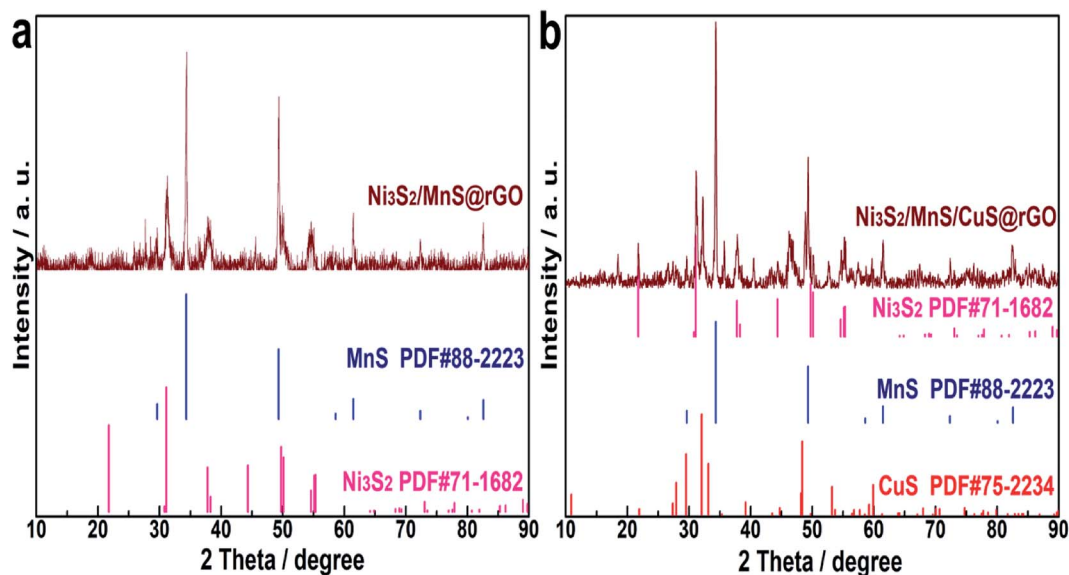 a
Intensity / a. u.
Ni3S2/MnS@rGO
MnS PDF#88-2223
Ni3S2 PDF#71-1682
10 20 30 40 50 60 70 80 90
2 Theta / degree
b
Intensity / a. u.
Ni3S2/MnS/CuS@rGO
Ni3S2 PDF#71-1682
MnS PDF#88-2223
CuS PDF#75-2234
10 20 30 40 50 60 70 80 90
2 Theta / degree